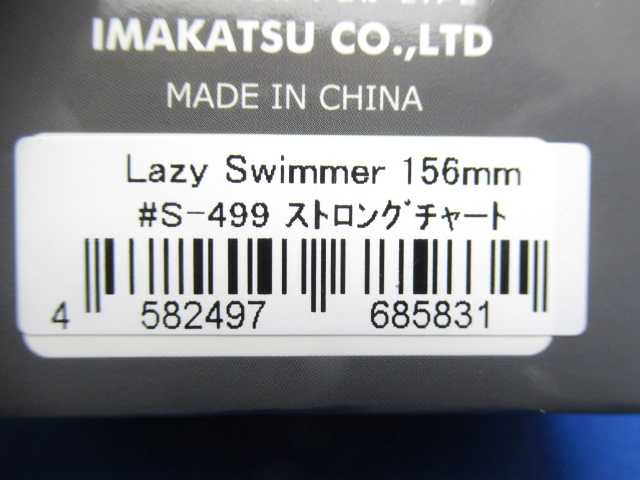 IMAKATSU CO.,LTD
MADE IN CHINA
Lazy Swimmer 156mm
#S-499 ストロングチャート
4 582497 685831